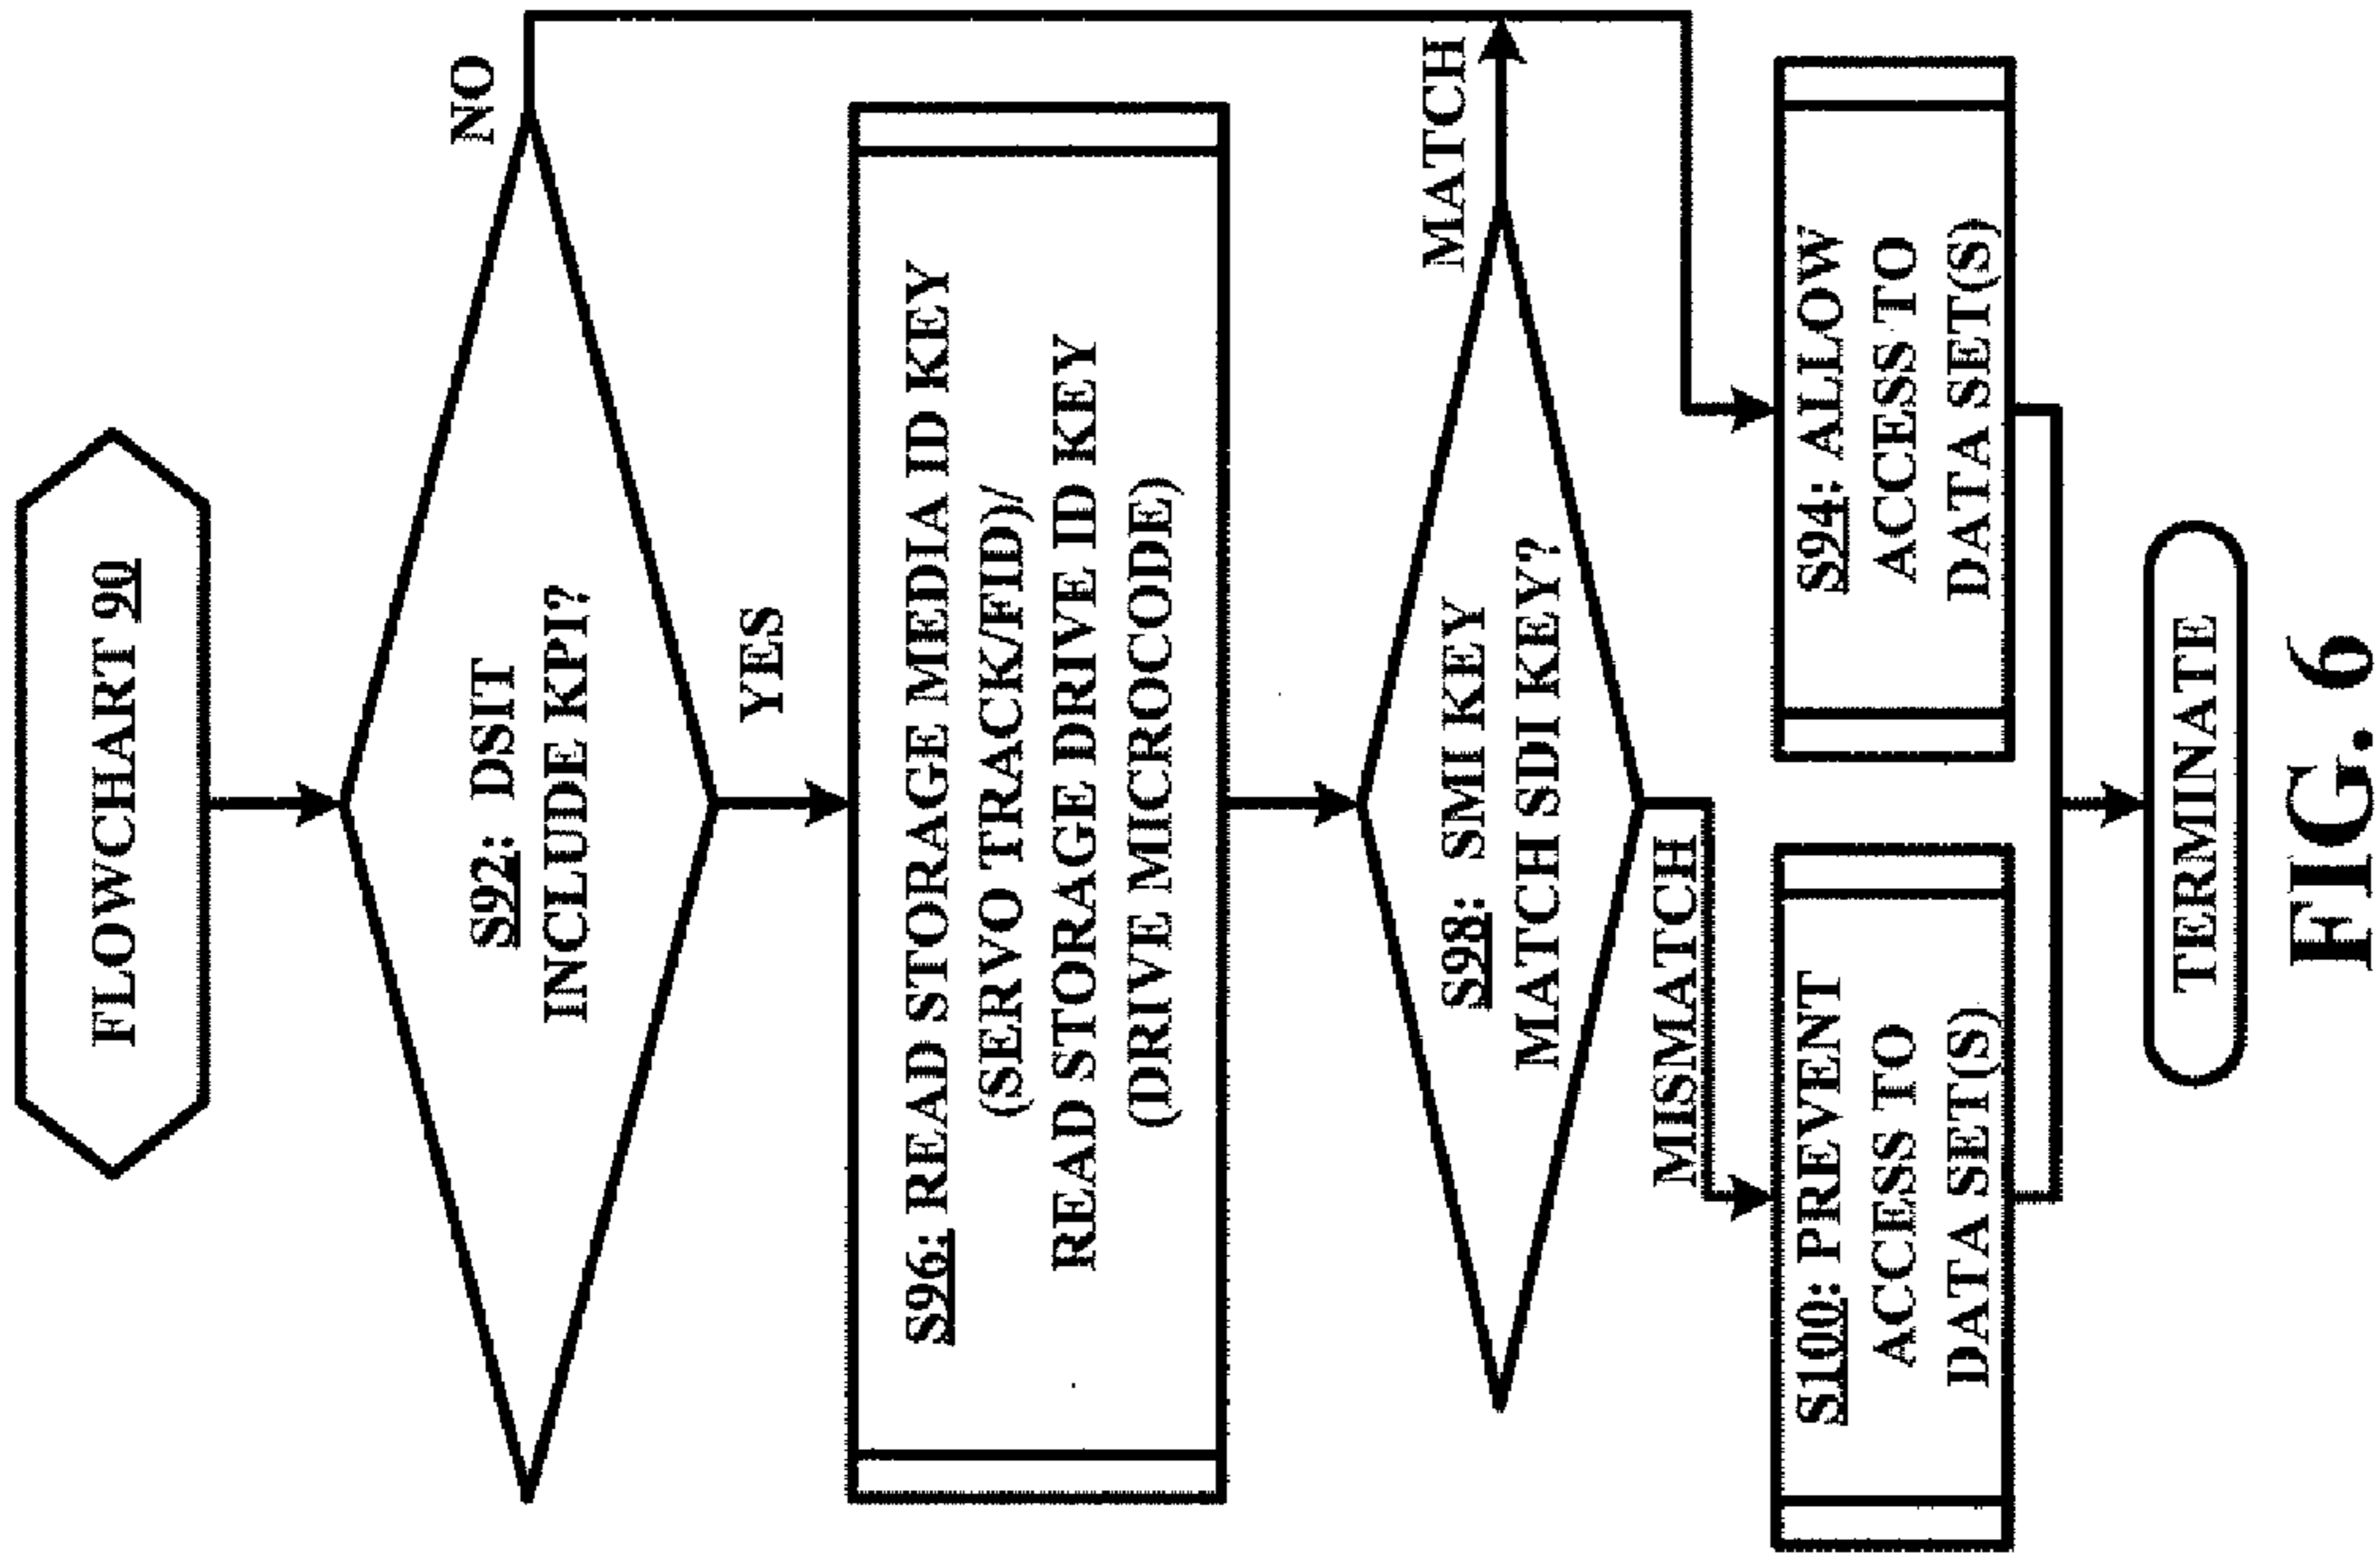 FLOWCHART 90
S92: DSIT
INCLUDE KPI?
NO
YES
S96: READ STORAGE MEDIA ID KEY
(SERVO TRACK/FID)/
READ STORAGE DRIVE ID KEY
(DRIVE MICROCODE)
S98: SMI KEY
MATCH SDI KEY?
MATCH
MISMATCH
S100: PREVENT
ACCESS TO
DATA SET(S)
S94: ALLOW
ACCESS TO
DATA SET(S)
TERMINATE
FIG. 6